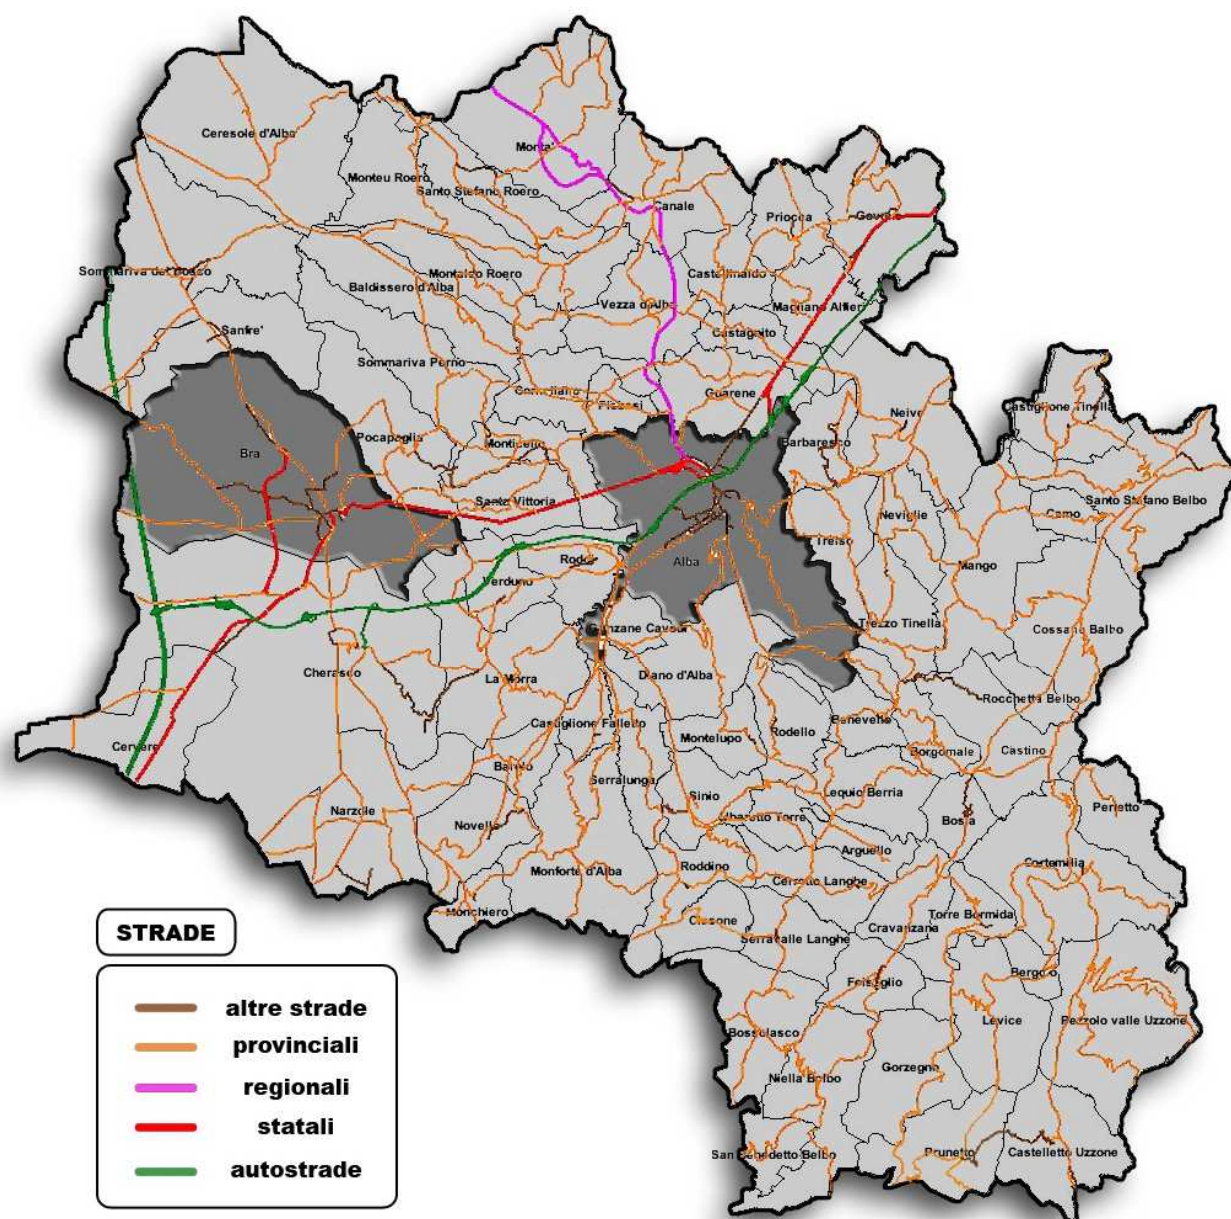 Ceresole d'Alba
Monta'
Monteu Roero
Santo Stefano Roero
Canale
Priocca
Govone
Sommariva del Bosco
Montaldo Roero
Castellinaldo
Baldissero d'Alba
Vezza d'Alba
Magliano Alfieri
Sanfre'
Castagnito
Sommariva Perno
Corneliano
Piobesi
Guarene
Castiglione Tinella
Neive
Pocapaglia
Monticello
Barbaresco
Bra
Santa Vittoria
Santo Stefano Belbo
Neviglie
Camo
Treiso
Roddi
Alba
Mango
Verduno
Trezzo Tinella
Grinzane Cavour
Cossano Balbo
Cherasco
La Morra
Diano d'Alba
Rocchetta Belbo
Castiglione Falletto
Benevello
Rodello
Montelupo
Cervere
Borgomale
Castino
Barolo
Serralunga
Lequio Berria
Sinio
Perletto
Narzole
Albaretto Torre
Bosia
Novello
Arguello
Cortemilia
Roddino
Monforte d'Alba
Cerretto Langhe
Monchiero
Cissone
Torre Bormida
Cravanzana
Serravalle Langhe
STRADE
Feisoglio
Bergolo
altre strade
Levice
Pezzolo valle Uzzone
Bossolasco
provinciali
Gorzegno
Niella Belbo
regionali
statali
San Benedetto Belbo
Prunetto
Castelletto Uzzone
autostrade